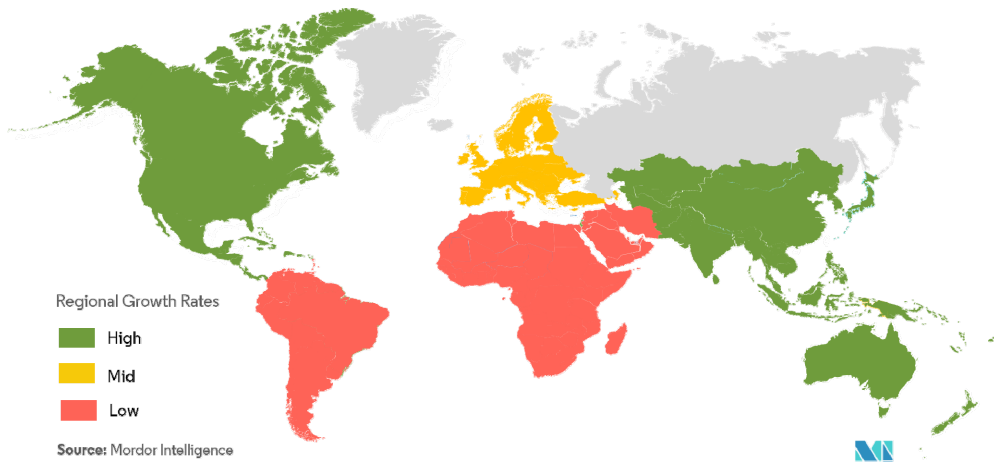 Regional Growth Rates
High
Mid
Low
Source: Mordor Intelligence